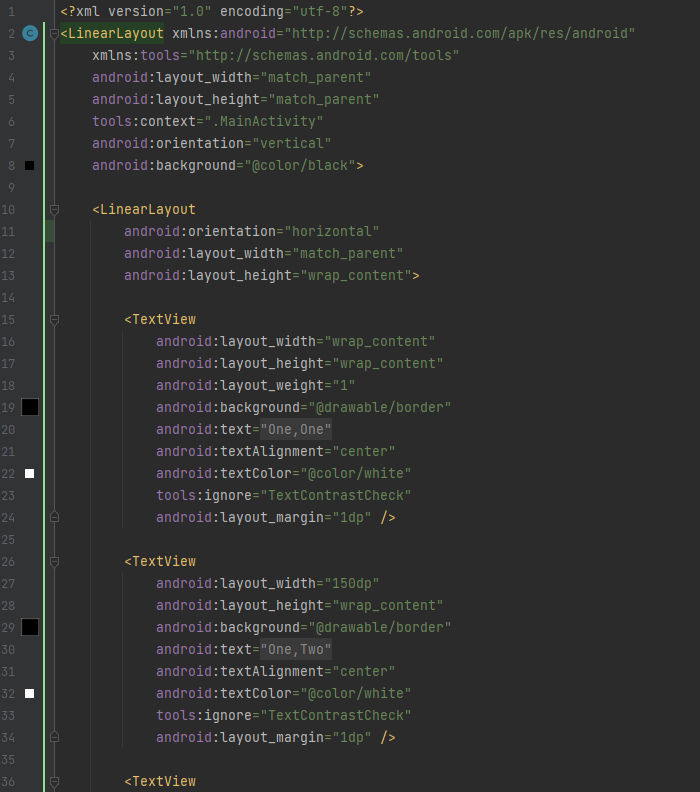 1 <?xml version="1.0" encoding="utf-8"?>
2 C <LinearLayout xmlns:android="http://schemas.android.com/apk/res/android"
3 xmlns:tools="http://schemas.android.com/tools"
4 android:layout_width="match_parent"
5 android:layout_height="match_parent"
6 tools:context=".MainActivity"
7 android:orientation="vertical"
8 android:background="@color/black">
9
10 <LinearLayout
11 android:orientation="horizontal"
12 android:layout_width="match_parent"
13 android:layout_height="wrap_content">
14
15 <TextView
16 android:layout_width="wrap_content"
17 android:layout_height="wrap_content"
18 android:layout_weight="1"
19 android:background="@drawable/border"
20 android:text="One,One"
21 android:textAlignment="center"
22 android:textColor="@color/white"
23 tools:ignore="TextContrastCheck"
24 android:layout_margin="1dp" />
25
26 <TextView
27 android:layout_width="150dp"
28 android:layout_height="wrap_content"
29 android:background="@drawable/border"
30 android:text="One,Two"
31 android:textAlignment="center"
32 android:textColor="@color/white"
33 tools:ignore="TextContrastCheck"
34 android:layout_margin="1dp" />
35
36 <TextView